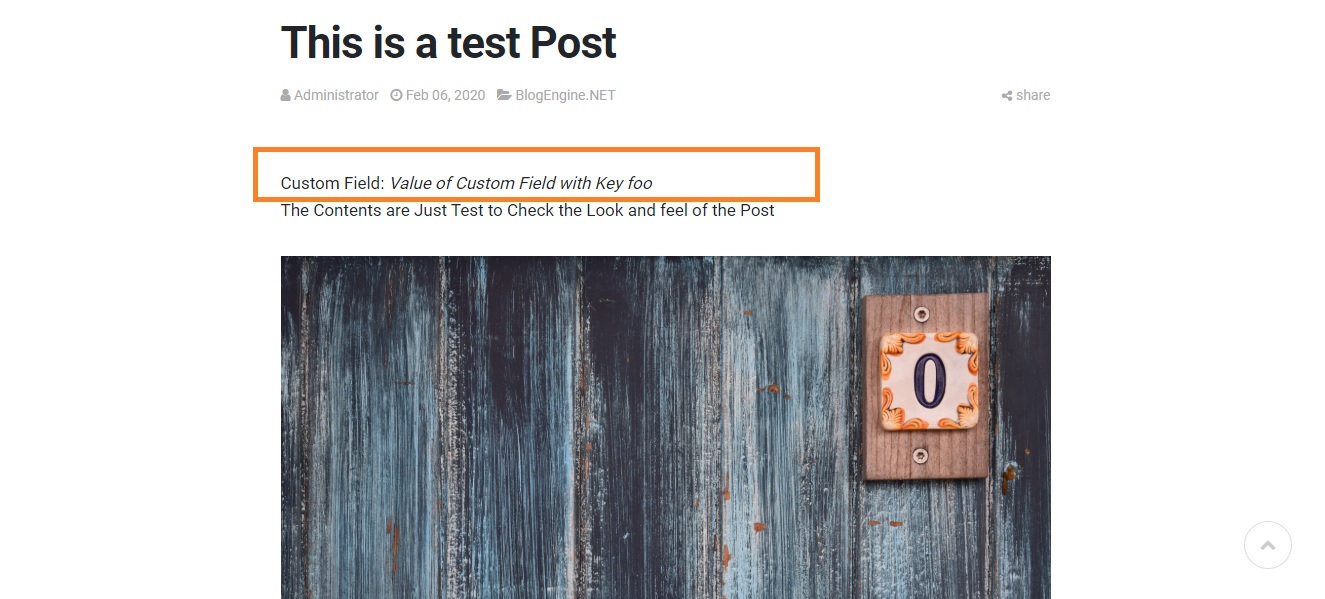 This is a test Post
Administrator Feb 06, 2020 BlogEngine.NET share
Custom Field: Value of Custom Field with Key foo
The Contents are Just Test to Check the Look and feel of the Post
0